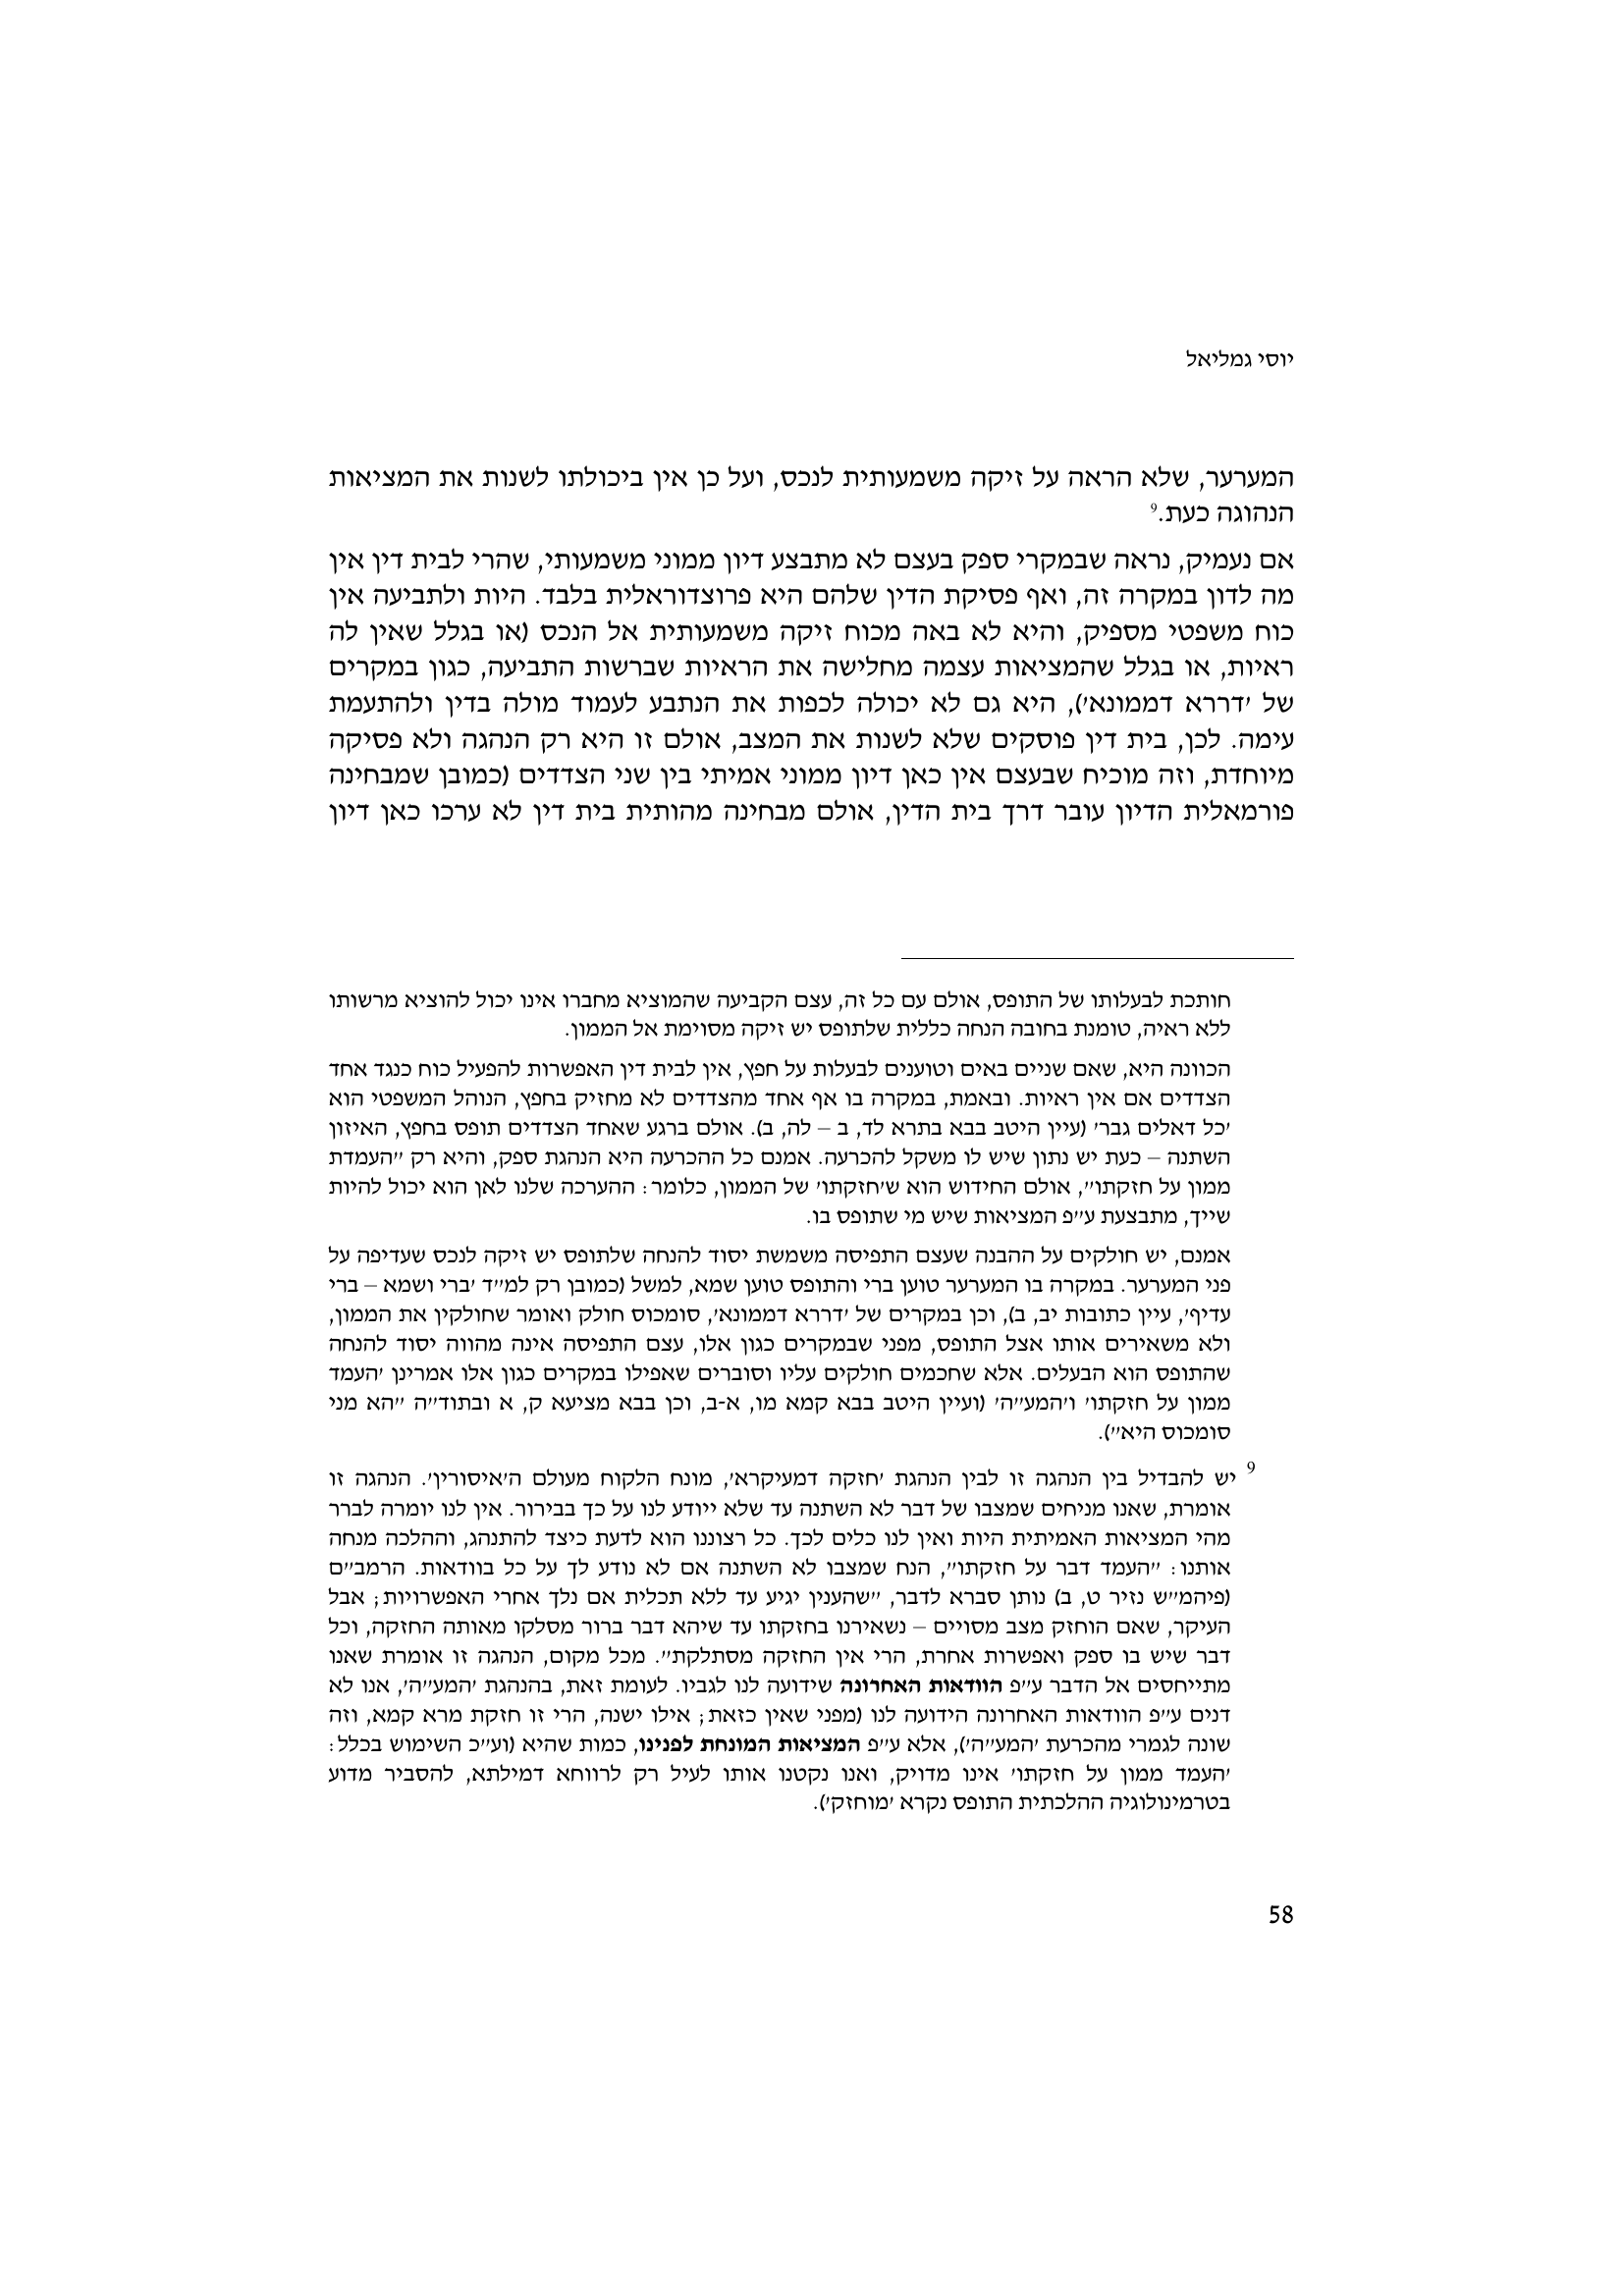 יוסי גמליאל
המערער, שלא הראה על זיקה משמעותית לנכס, ועל כן אין ביכולתו לשנות את המציאות
הנהוגה כעת.9
אם נעמיק, נראה שבמקרי ספק בעצם לא מתבצע דיון ממוני משמעותי, שהרי לבית דין אין
מה לדון במקרה זה, ואף פסיקת הדין שלהם היא פרוצדוראלית בלבד. היות ולתביעה אין
כוח משפטי מספיק, והיא לא באה מכוח זיקה משמעותית אל הנכס (או בגלל שאין לה
ראיות, או בגלל שהמציאות עצמה מחלישה את הראיות שברשות התביעה, כגון במקרים
של 'דררא דממונא'), היא גם לא יכולה לכפות את הנתבע לעמוד מולה בדין ולהתעמת
עימה. לכן, בית דין פוסקים שלא לשנות את המצב, אולם זו היא רק הנהגה ולא פסיקה
מיוחדת, וזה מוכיח שבעצם אין כאן דיון ממוני אמיתי בין שני הצדדים (כמובן שמבחינה
פורמאלית הדיון עובר דרך בית הדין, אולם מבחינה מהותית בית דין לא ערכו כאן דיון
חותכת לבעלותו של התופס, אולם עם כל זה, עצם הקביעה שהמוציא מחברו אינו יכול להוציא מרשותו
ללא ראיה, טומנת בחובה הנחה כללית שלתופס יש זיקה מסוימת אל הממון.
הכוונה היא, שאם שניים באים וטוענים לבעלות על חפץ, אין לבית דין האפשרות להפעיל כוח כנגד אחד
הצדדים אם אין ראיות. ובאמת, במקרה בו אף אחד מהצדדים לא מחזיק בחפץ, הנוהל המשפטי הוא
'כל דאלים גבר' (עיין היטב בבא בתרא לד, ב – לה, ב). אולם ברגע שאחד הצדדים תופס בחפץ, האיזון
השתנה – כעת יש נתון שיש לו משקל להכרעה. אמנם כל ההכרעה היא הנהגת ספק, והיא רק "העמדת
ממון על חזקתו", אולם החידוש הוא ש'חזקתו' של הממון, כלומר: ההערכה שלנו לאן הוא יכול להיות
שייך, מתבצעת ע"פ המציאות שיש מי שתופס בו.
אמנם, יש חולקים על ההבנה שעצם התפיסה משמשת יסוד להנחה שלתופס יש זיקה לנכס שעדיפה על
פני המערער. במקרה בו המערער טוען ברי והתופס טוען שמא, למשל (כמובן רק למ"ד 'ברי ושמא – ברי
עדיף', עיין כתובות יב, ב), וכן במקרים של 'דררא דממונא', סומכוס חולק ואומר שחולקין את הממון,
ולא משאירים אותו אצל התופס, מפני שבמקרים כגון אלו, עצם התפיסה אינה מהווה יסוד להנחה
שהתופס הוא הבעלים. אלא שחכמים חולקים עליו וסוברים שאפילו במקרים כגון אלו אמרינן 'העמד
ממון על חזקתו' ו'המע"ה' (ועיין היטב בבא קמא מו, א-ב, וכן בבא מציעא ק, א ובתוד"ה "הא מני
סומכוס היא").
9 יש להבדיל בין הנהגה זו לבין הנהגת 'חזקה דמעיקרא', מונח הלקוח מעולם ה'איסורין'. הנהגה זו
אומרת, שאנו מניחים שמצבו של דבר לא השתנה עד שלא ייודע לנו על כך בבירור. אין לנו יומרה לברר
מהי המציאות האמיתית היות ואין לנו כלים לכך. כל רצוננו הוא לדעת כיצד להתנהג, וההלכה מנחה
אותנו: "העמד דבר על חזקתו", הנח שמצבו לא השתנה אם לא נודע לך על כל בוודאות. הרמב"ם
(פיהמ"ש נזיר ט, ב) נותן סברא לדבר, "שהענין יגיע עד ללא תכלית אם נלך אחרי האפשרויות; אבל
העיקר, שאם הוחזק מצב מסויים – נשאירנו בחזקתו עד שיהא דבר ברור מסלקו מאותה החזקה, וכל
דבר שיש בו ספק ואפשרות אחרת, הרי אין החזקה מסתלקת". מכל מקום, הנהגה זו אומרת שאנו
מתייחסים אל הדבר ע"פ הוודאות האחרונה שידועה לנו לגביו. לעומת זאת, בהנהגת 'המע"ה', אנו לא
דנים ע"פ הוודאות האחרונה הידועה לנו (מפני שאין כזאת; אילו ישנה, הרי זו חזקת מרא קמא, וזה
שונה לגמרי מהכרעת 'המע"ה'), אלא ע"פ המציאות המונחת לפנינו, כמות שהיא (וע"כ השימוש בכלל:
'העמד ממון על חזקתו' אינו מדויק, ואנו נקטנו אותו לעיל רק לרווחא דמילתא, להסביר מדוע
בטרמינולוגיה ההלכתית התופס נקרא 'מוחזק').
58